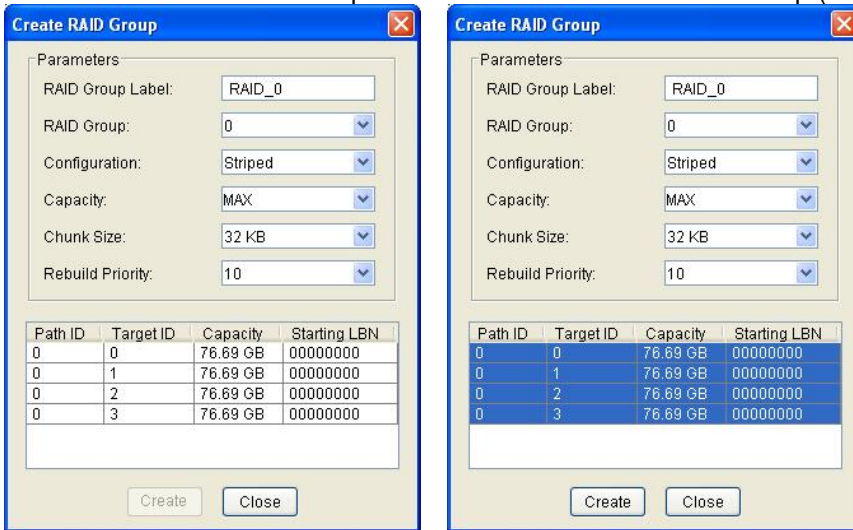 Create RAID Group
Parameters
RAID Group Label: RAID_0
RAID Group: 0
Configuration: Striped
Capacity: MAX
Chunk Size: 32 KB
Rebuild Priority: 10
Path ID Target ID Capacity Starting LBN
0 0 76.69 GB 00000000
0 1 76.69 GB 00000000
0 2 76.69 GB 00000000
0 3 76.69 GB 00000000
Create Close
Create RAID Group
Parameters
RAID Group Label: RAID_0
RAID Group: 0
Configuration: Striped
Capacity: MAX
Chunk Size: 32 KB
Rebuild Priority: 10
Path ID Target ID Capacity Starting LBN
0 0 76.69 GB 00000000
0 1 76.69 GB 00000000
0 2 76.69 GB 00000000
0 3 76.69 GB 00000000
Create Close